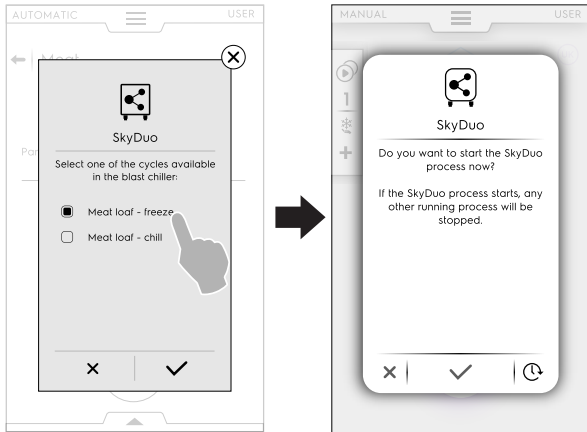 AUTOMATIC
USER
Meat
Par
SkyDuo
Select one of the cycles available
in the blast chiller:
Meat loaf - freeze
Meat loaf - chill
MANUAL
USER
1
SkyDuo
Do you want to start the SkyDuo
process now?
If the SkyDuo process starts, any
other running process will be
stopped.